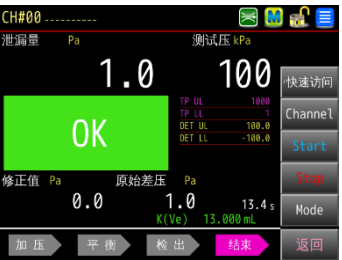 CH#00 ----------
M
泄漏量 Pa 测试压 kPa
1.0 100
快速访问
TP UL 1000
TP LL 1
DET UL 100.0
DET LL -100.0
OK
Channel
Start
修正值 Pa 原始差压 Pa
Stop
0.0 1.0 13.4 s
K(Ve) 13.000 mL
Mode
加压 平衡 检出 结束 返回